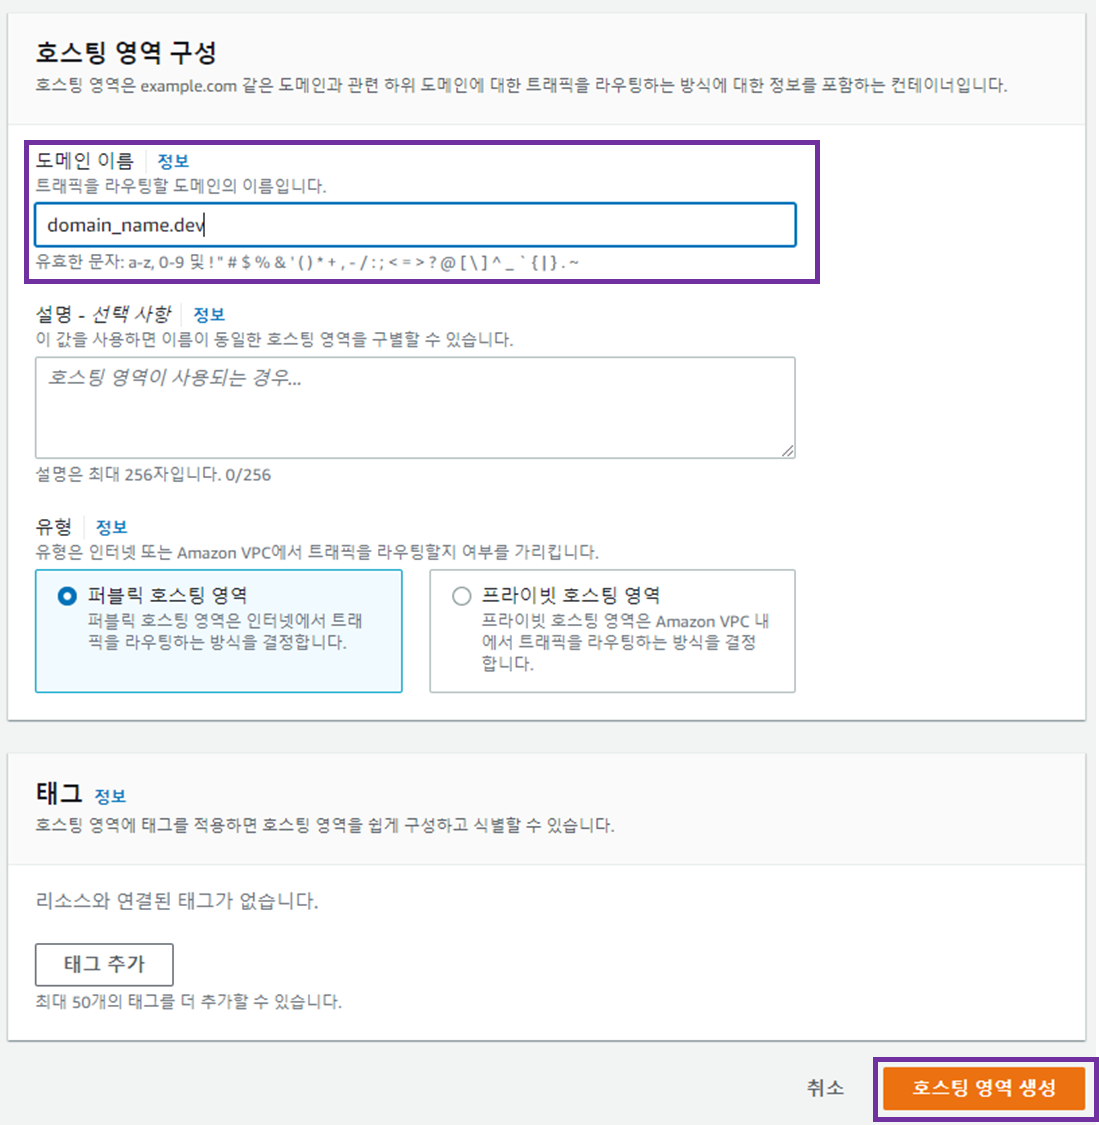 호스팅 영역 구성
호스팅 영역은 example.com 같은 도메인과 관련 하위 도메인에 대한 트래픽을 라우팅하는 방식에 대한 정보를 포함하는 컨테이너입니다.
도메인 이름 정보
트래픽을 라우팅할 도메인의 이름입니다.
domain_name.dev
유효한 문자: a-z, 0-9 및 ! " # $ % & ' ( ) * + , - / : ; < = > ? @ [ \ ] ^ _ ` { | } . ~
설명 - 선택 사항 정보
이 값을 사용하면 이름이 동일한 호스팅 영역을 구별할 수 있습니다.
호스팅 영역이 사용되는 경우...
설명은 최대 256자입니다. 0/256
유형 정보
유형은 인터넷 또는 Amazon VPC에서 트래픽을 라우팅할지 여부를 가리킵니다.
퍼블릭 호스팅 영역
퍼블릭 호스팅 영역은 인터넷에서 트래
픽을 라우팅하는 방식을 결정합니다.
프라이빗 호스팅 영역
프라이빗 호스팅 영역은 Amazon VPC 내
에서 트래픽을 라우팅하는 방식을 결정
합니다.
태그 정보
호스팅 영역에 태그를 적용하면 호스팅 영역을 쉽게 구성하고 식별할 수 있습니다.
리소스와 연결된 태그가 없습니다.
태그 추가
최대 50개의 태그를 더 추가할 수 있습니다.
취소
호스팅 영역 생성